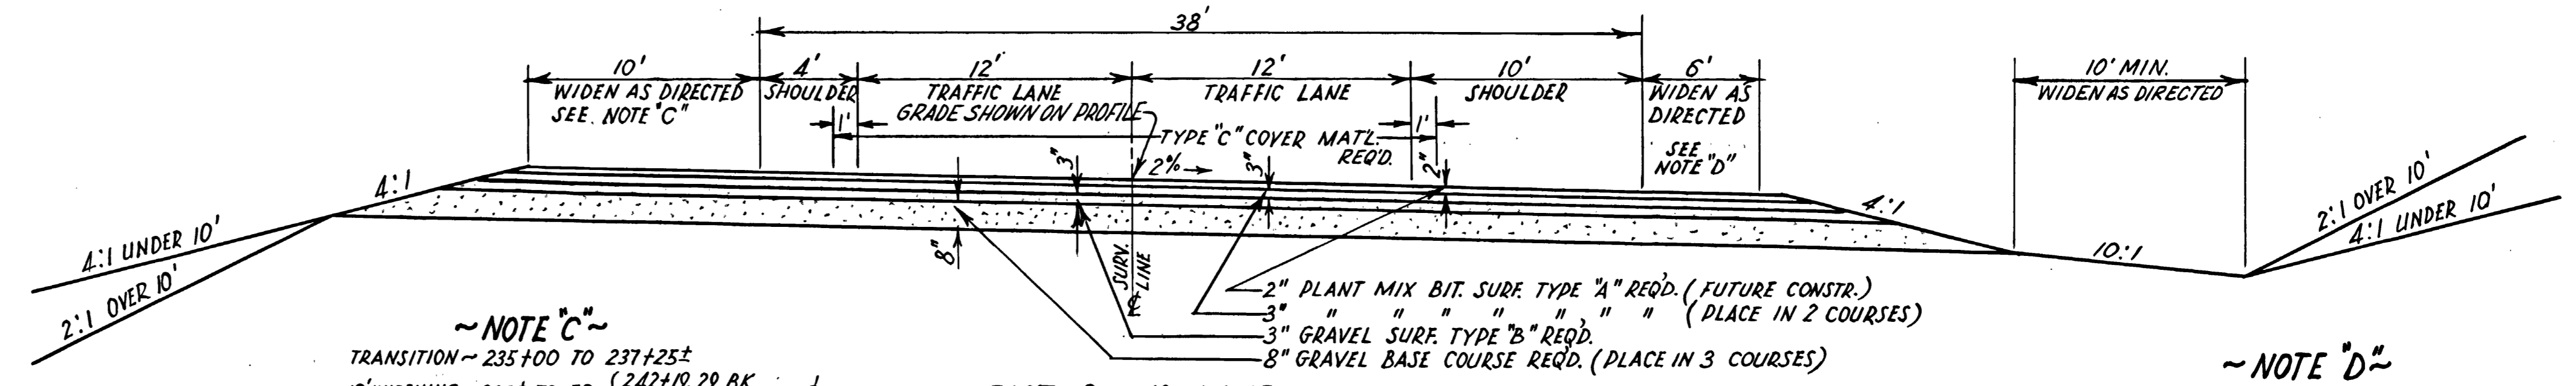 38'
10'
4'
12'
12'
10'
6'
10' MIN.
WIDEN AS DIRECTED
SEE. NOTE "C"
SHOULDER
TRAFFIC LANE
GRADE SHOWN ON PROFILE
TRAFFIC LANE
SHOULDER
WIDEN AS
DIRECTED
SEE
NOTE "D"
WIDEN AS DIRECTED
1'
TYPE "C" COVER MAT'L.
REQ'D.
1'
3"
2%
3"
2"
4:1
4:1 UNDER 10'
2:1 OVER 10'
8"
SURV.
LINE
℄
4:1
10:1
2:1 OVER 10'
4:1 UNDER 10'
2" PLANT MIX BIT. SURF. TYPE "A" REQ'D. (FUTURE CONSTR.)
3" " " " " ", " " (PLACE IN 2 COURSES)
3" GRAVEL SURF. TYPE "B" REQ'D.
8" GRAVEL BASE COURSE REQ'D. (PLACE IN 3 COURSES)
~NOTE "C"~
TRANSITION~ 235+00 TO 237+25±
242+10.20 BK
~NOTE "D"~